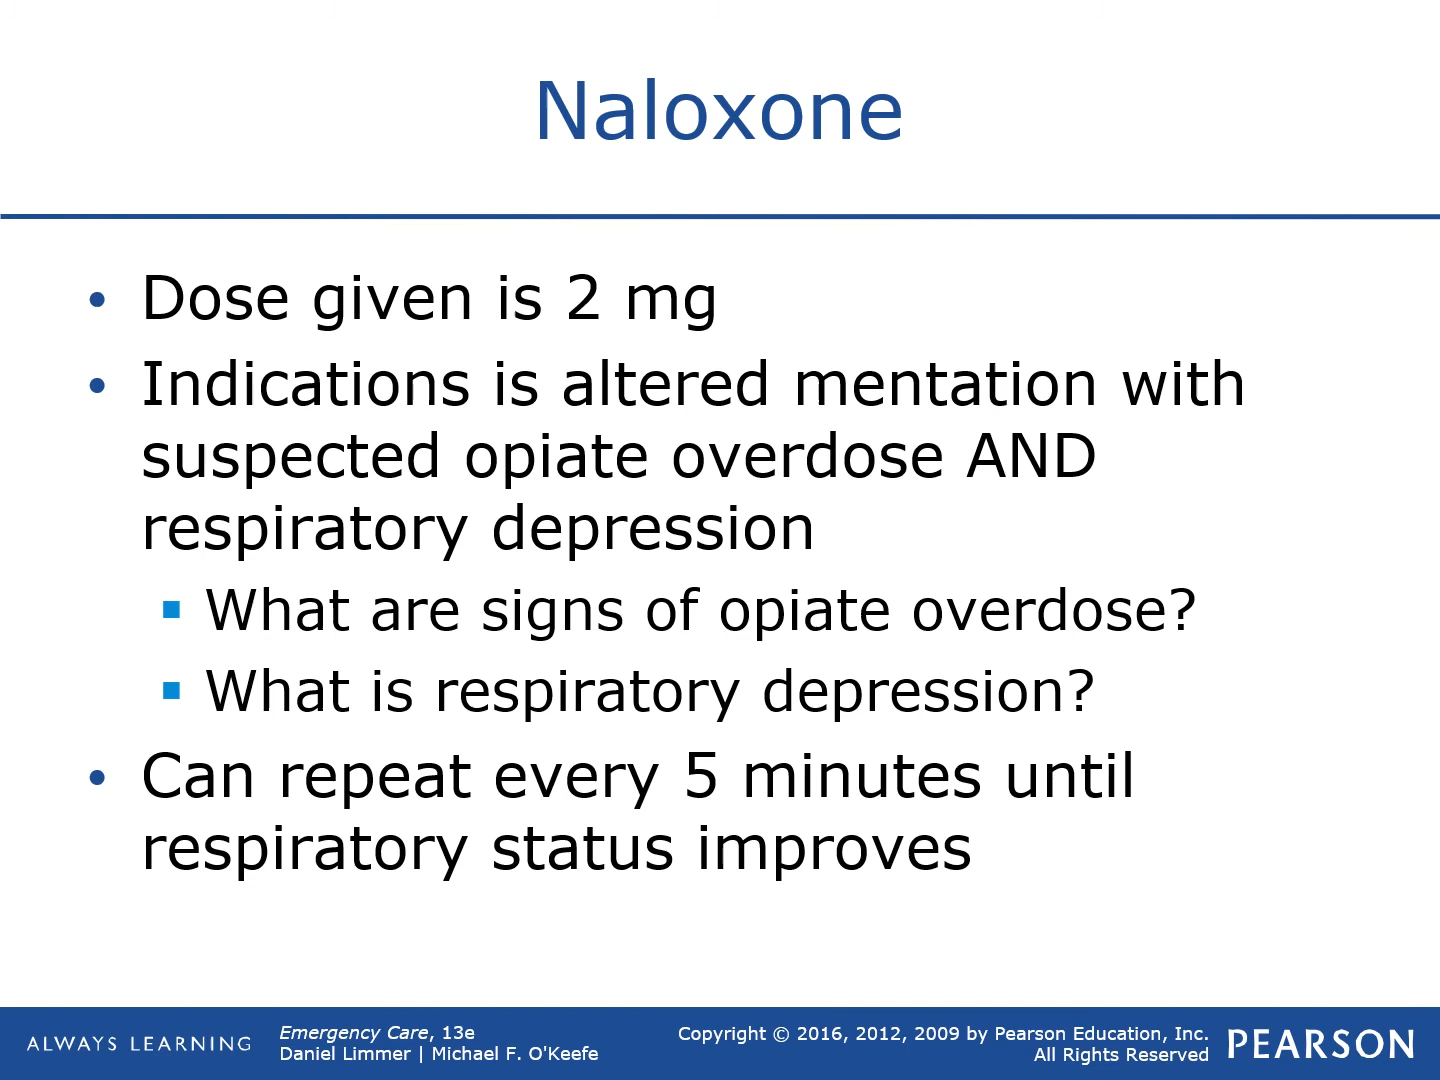 Naloxone
• Dose given is 2 mg
• Indications is altered mentation with
suspected opiate overdose AND
respiratory depression
▪ What are signs of opiate overdose?
▪ What is respiratory depression?
• Can repeat every 5 minutes until
respiratory status improves
ALWAYS LEARNING
Emergency Care, 13e
Daniel Limmer | Michael F. O'Keefe
Copyright © 2016, 2012, 2009 by Pearson Education, Inc.
All Rights Reserved
PEARSON